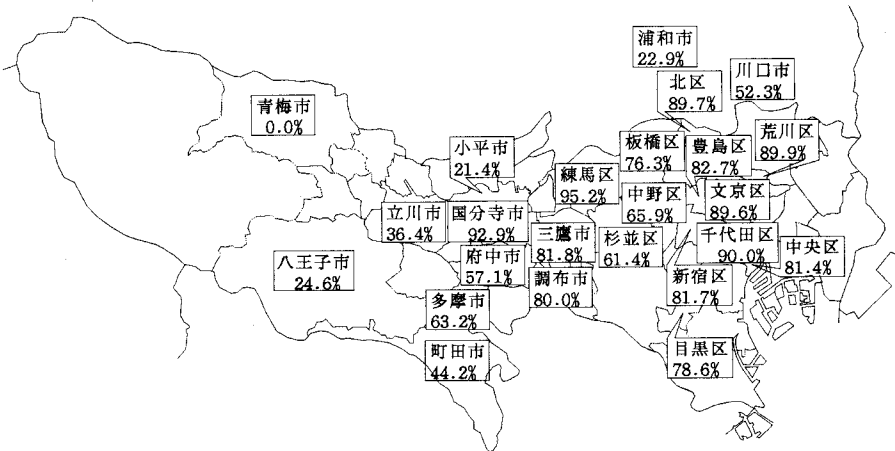 浦和市
22.9%
川口市
52.3%
北区
89.7%
青梅市
0.0%
荒川区
89.9%
板橋区
76.3%
豊島区
82.7%
小平市
21.4%
練馬区
95.2%
中野区
65.9%
文京区
89.6%
立川市
36.4%
国分寺市
92.9%
三鷹市
81.8%
杉並区
61.4%
千代田区
90.0%
中央区
81.4%
八王子市
24.6%
府中市
57.1%
調布市
80.0%
新宿区
81.7%
多摩市
63.2%
町田市
44.2%
目黒区
78.6%